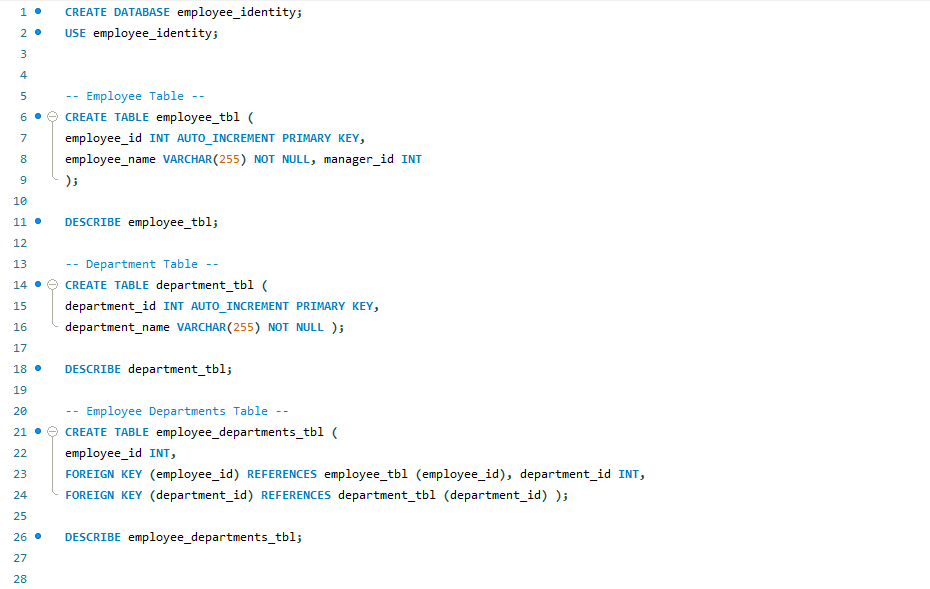 1 CREATE DATABASE employee_identity;
2 USE employee_identity;
3
4
5 -- Employee Table --
6 CREATE TABLE employee_tbl (
7 employee_id INT AUTO_INCREMENT PRIMARY KEY,
8 employee_name VARCHAR(255) NOT NULL, manager_id INT
9 );
10
11 DESCRIBE employee_tbl;
12
13 -- Department Table --
14 CREATE TABLE department_tbl (
15 department_id INT AUTO_INCREMENT PRIMARY KEY,
16 department_name VARCHAR(255) NOT NULL );
17
18 DESCRIBE department_tbl;
19
20 -- Employee Departments Table --
21 CREATE TABLE employee_departments_tbl (
22 employee_id INT,
23 FOREIGN KEY (employee_id) REFERENCES employee_tbl (employee_id), department_id INT,
24 FOREIGN KEY (department_id) REFERENCES department_tbl (department_id) );
25
26 DESCRIBE employee_departments_tbl;
27
28